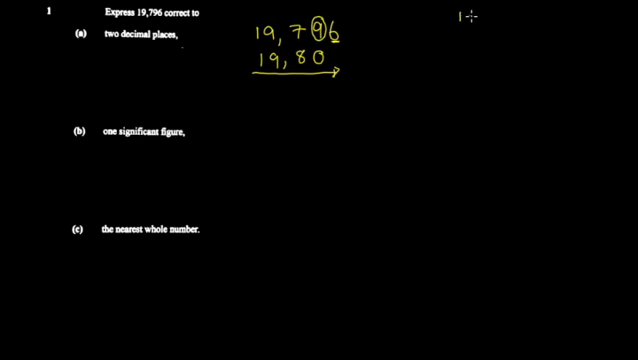 1 Express 19,796 correct to
(a) two decimal places,
19,796
19,80
(b) one significant figure,
(c) the nearest whole number.